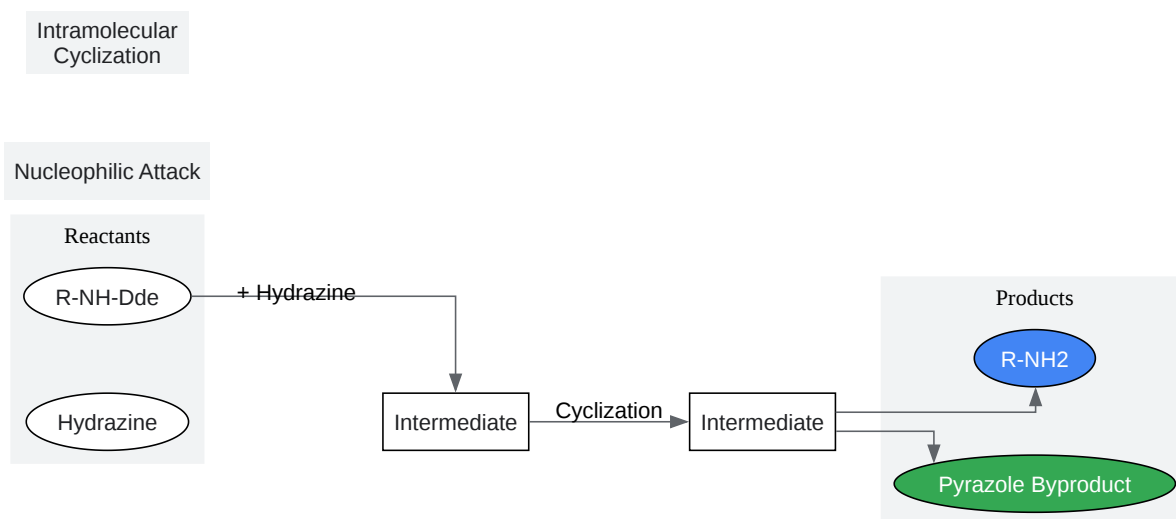 Intramolecular
Cyclization
Nucleophilic Attack
Reactants
R-NH-Dde
+ Hydrazine
Hydrazine
Intermediate
Cyclization
Intermediate
Products
R-NH2
Pyrazole Byproduct